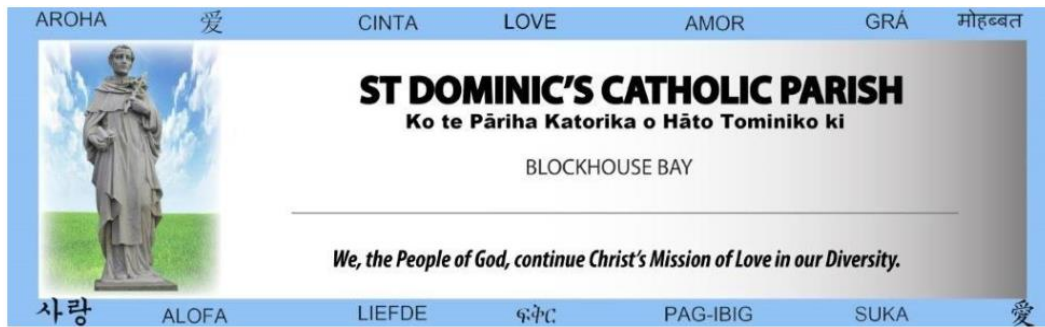 AROHA 愛 CINTA LOVE AMOR GRÁ मोहब्बत
ST DOMINIC'S CATHOLIC PARISH
Ko te Pāriha Katorika o Hāto Tominiko ki
BLOCKHOUSE BAY
We, the People of God, continue Christ's Mission of Love in our Diversity.
사랑 ALOFA LIEFDE ፍቅር PAG-IBIG SUKA 愛